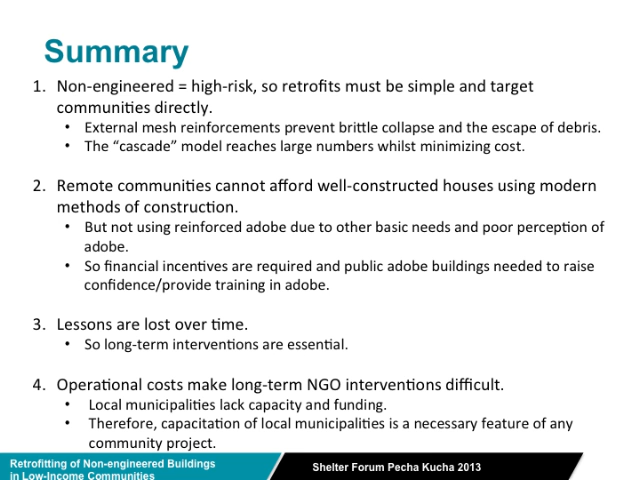 Summary
1. Non-engineered = high-risk, so retrofits must be simple and target
communities directly.
• External mesh reinforcements prevent brittle collapse and the escape of debris.
• The “cascade” model reaches large numbers whilst minimizing cost.
2. Remote communities cannot afford well-constructed houses using modern
methods of construction.
• But not using reinforced adobe due to other basic needs and poor perception of
adobe.
• So financial incentives are required and public adobe buildings needed to raise
confidence/provide training in adobe.
3. Lessons are lost over time.
• So long-term interventions are essential.
4. Operational costs make long-term NGO interventions difficult.
• Local municipalities lack capacity and funding.
• Therefore, capacitation of local municipalities is a necessary feature of any
community project.
Retrofitting of Non-engineered Buildings
in Low-Income Communities
Shelter Forum Pecha Kucha 2013